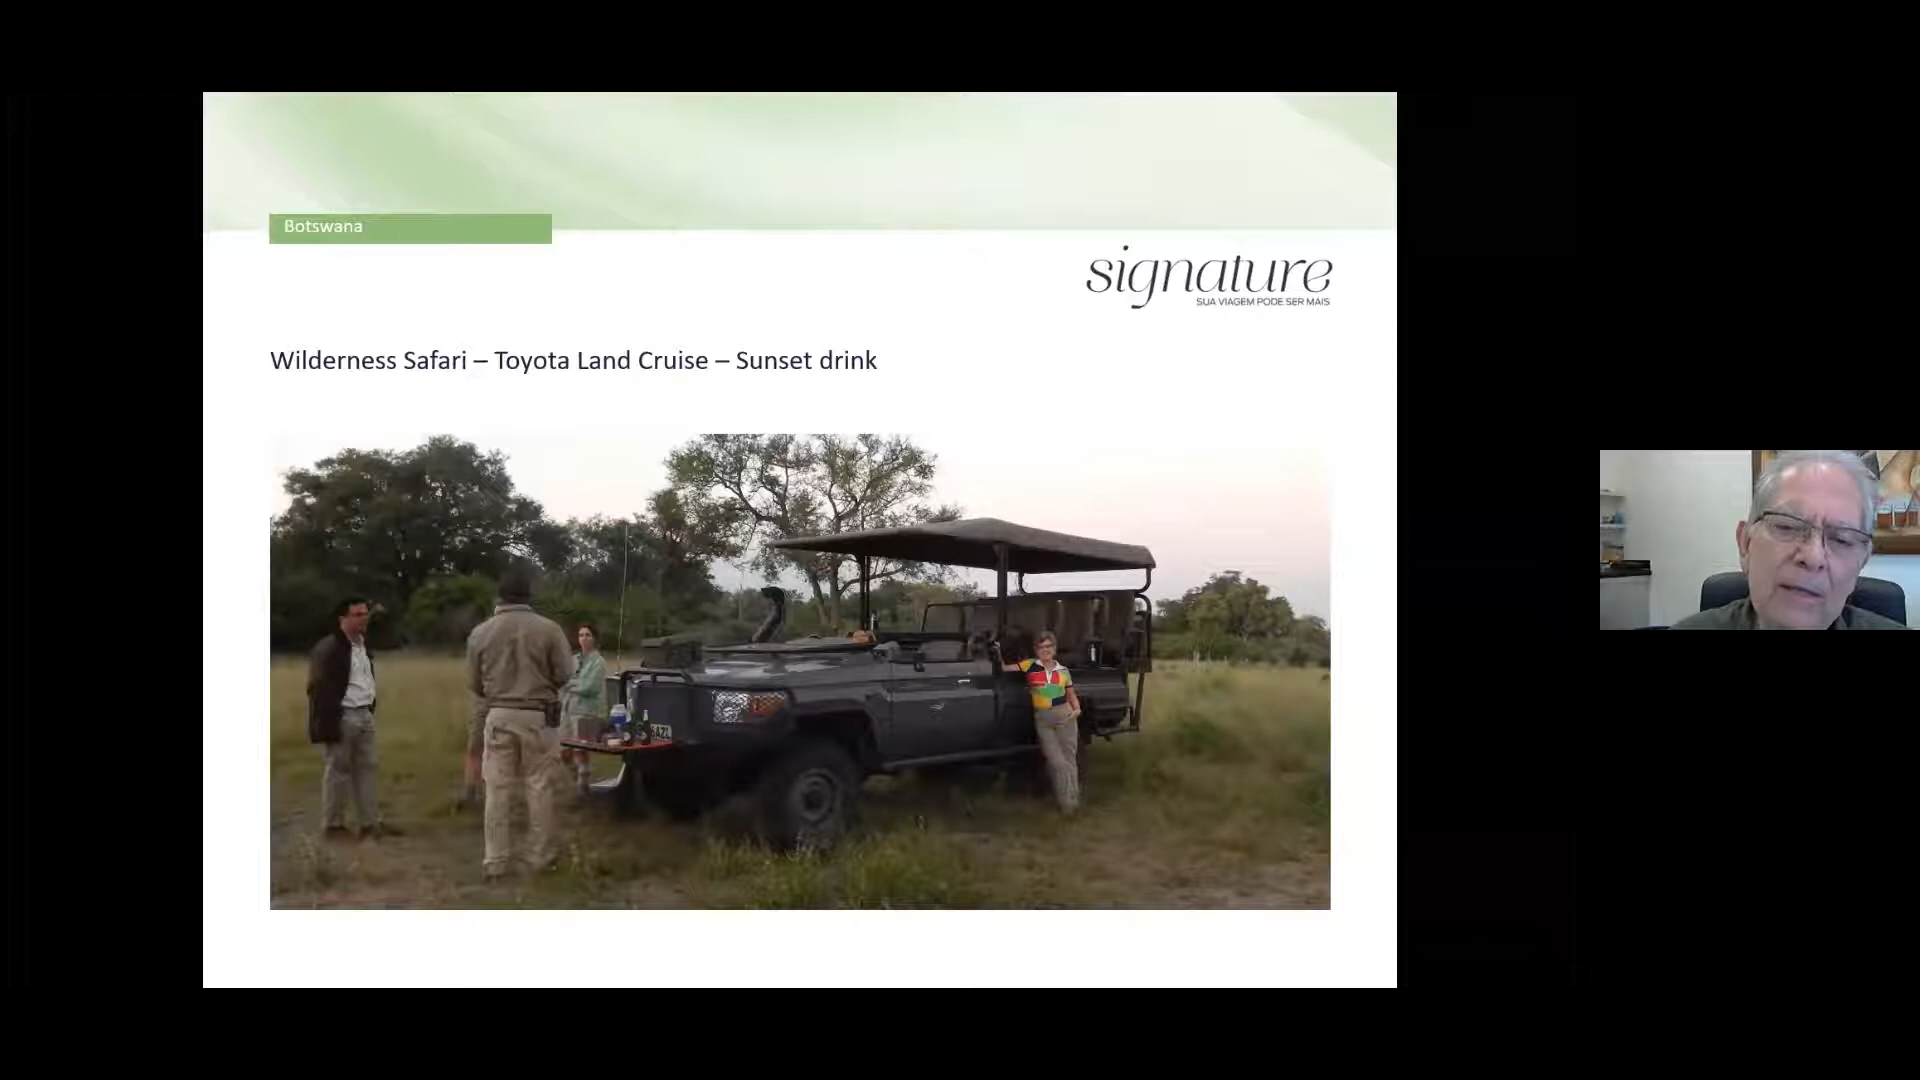 Botswana
signature
SUA VIAGEM PODE SER MAIS
Wilderness Safari – Toyota Land Cruise – Sunset drink